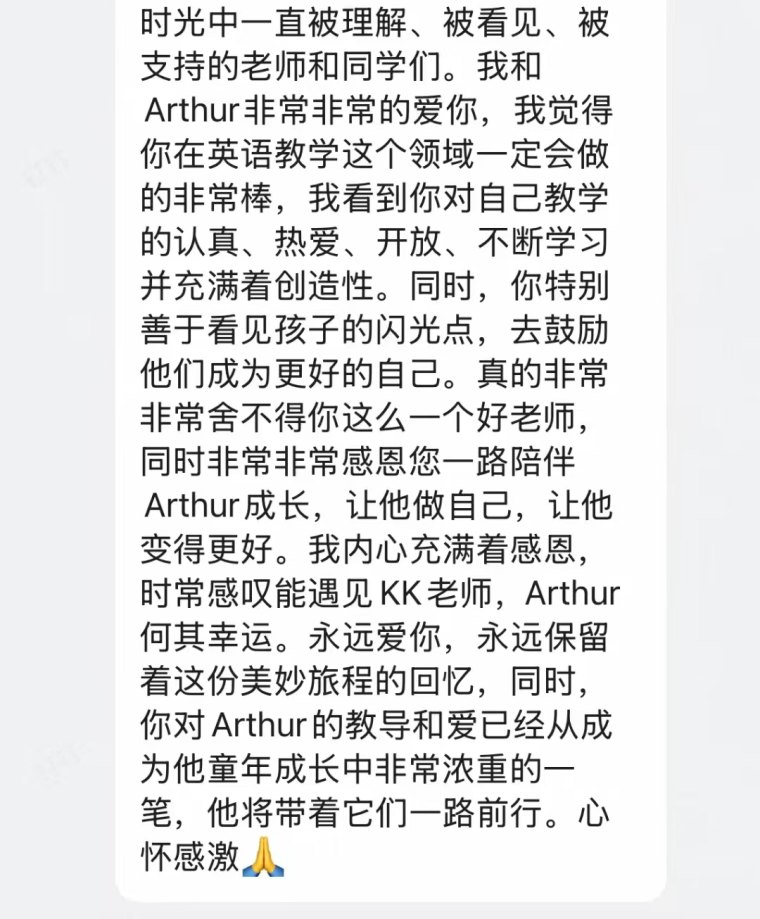 时光中一直被理解、被看见、被
支持的老师和同学们。我和
Arthur非常非常的爱你，我觉得
你在英语教学这个领域一定会做
的非常棒，我看到你对自己教学
的认真、热爱、开放、不断学习
并充满着创造性。同时，你特别
善于看见孩子的闪光点，去鼓励
他们成为更好的自己。真的非常
非常舍不得你这么一个好老师，
同时非常非常感恩您一路陪伴
Arthur成长，让他做自己，让他
变得更好。我内心充满着感恩，
时常感叹能遇见KK老师，Arthur
何其幸运。永远爱你，永远保留
着这份美妙旅程的回忆，同时，
你对Arthur的教导和爱已经从成
为他童年成长中非常浓重的一
笔，他将带着它们一路前行。心
怀感激🙏